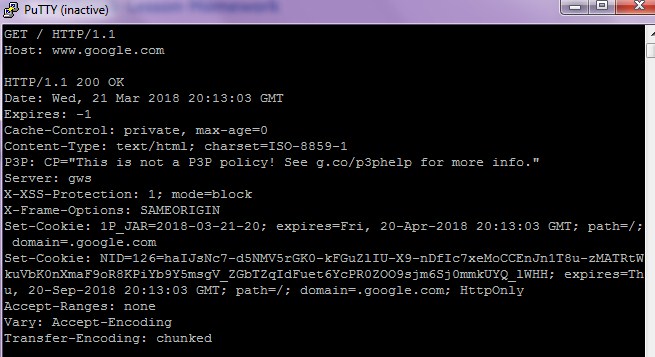 PuTTY (inactive)
GET / HTTP/1.1
Host: www.google.com
HTTP/1.1 200 OK
Date: Wed, 21 Mar 2018 20:13:03 GMT
Expires: -1
Cache-Control: private, max-age=0
Content-Type: text/html; charset=ISO-8859-1
P3P: CP="This is not a P3P policy! See g.co/p3phelp for more info."
Server: gws
X-XSS-Protection: 1; mode=block
X-Frame-Options: SAMEORIGIN
Set-Cookie: 1P_JAR=2018-03-21-20; expires=Fri, 20-Apr-2018 20:13:03 GMT; path=/;
domain=.google.com
Set-Cookie: NID=126=haIJsNc7-d5NMV5rGK0-kFGuZlIU-X9-nDfIc7xeMoCCEnJn1T8u-zMATRtW
kuVbK0nXmaF9oR8KPiYb9Y5msgV_ZGbTZqIdFuet6YcPR0ZOO9sjm6Sj0mmkUYQ_lWHH; expires=Th
u, 20-Sep-2018 20:13:03 GMT; path=/; domain=.google.com; HttpOnly
Accept-Ranges: none
Vary: Accept-Encoding
Transfer-Encoding: chunked